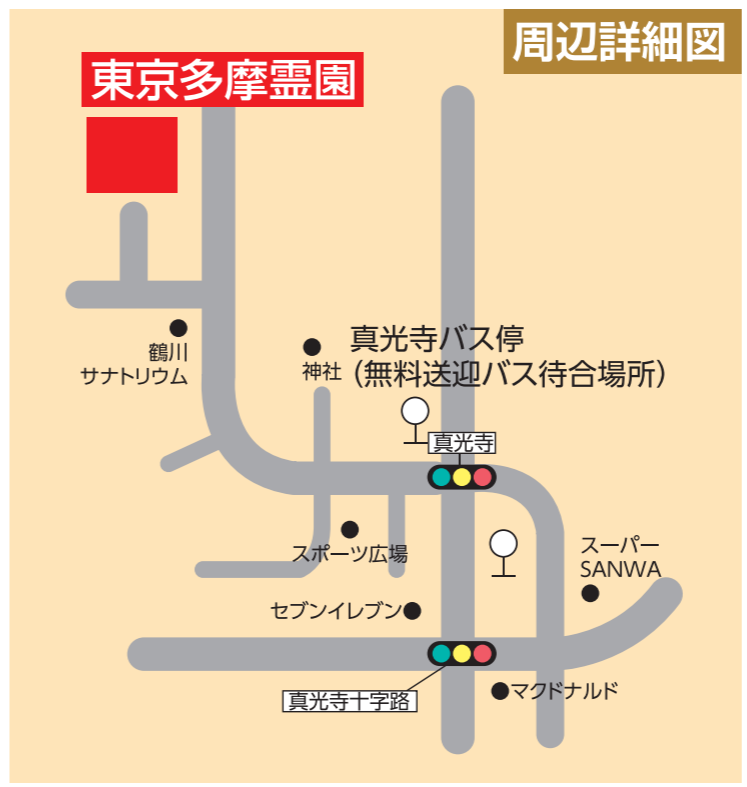 周辺詳細図
東京多摩霊園
真光寺バス停
（無料送迎バス待合場所）
鶴川
サナトリウム
神社
真光寺
スポーツ広場
スーパー
SANWA
セブンイレブン
真光寺十字路
マクドナルド